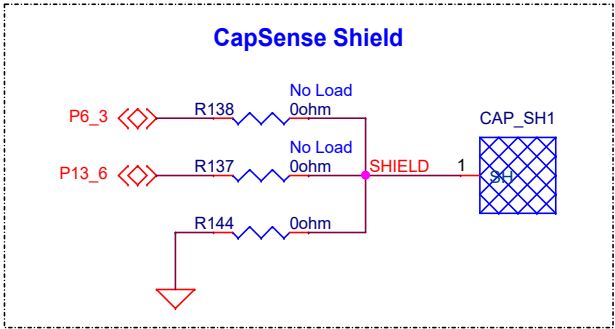 CapSense Shield
No Load
P6_3 R138 0ohm
CAP_SH1
No Load
P13_6 R137 0ohm SHIELD 1
SH
R144 0ohm